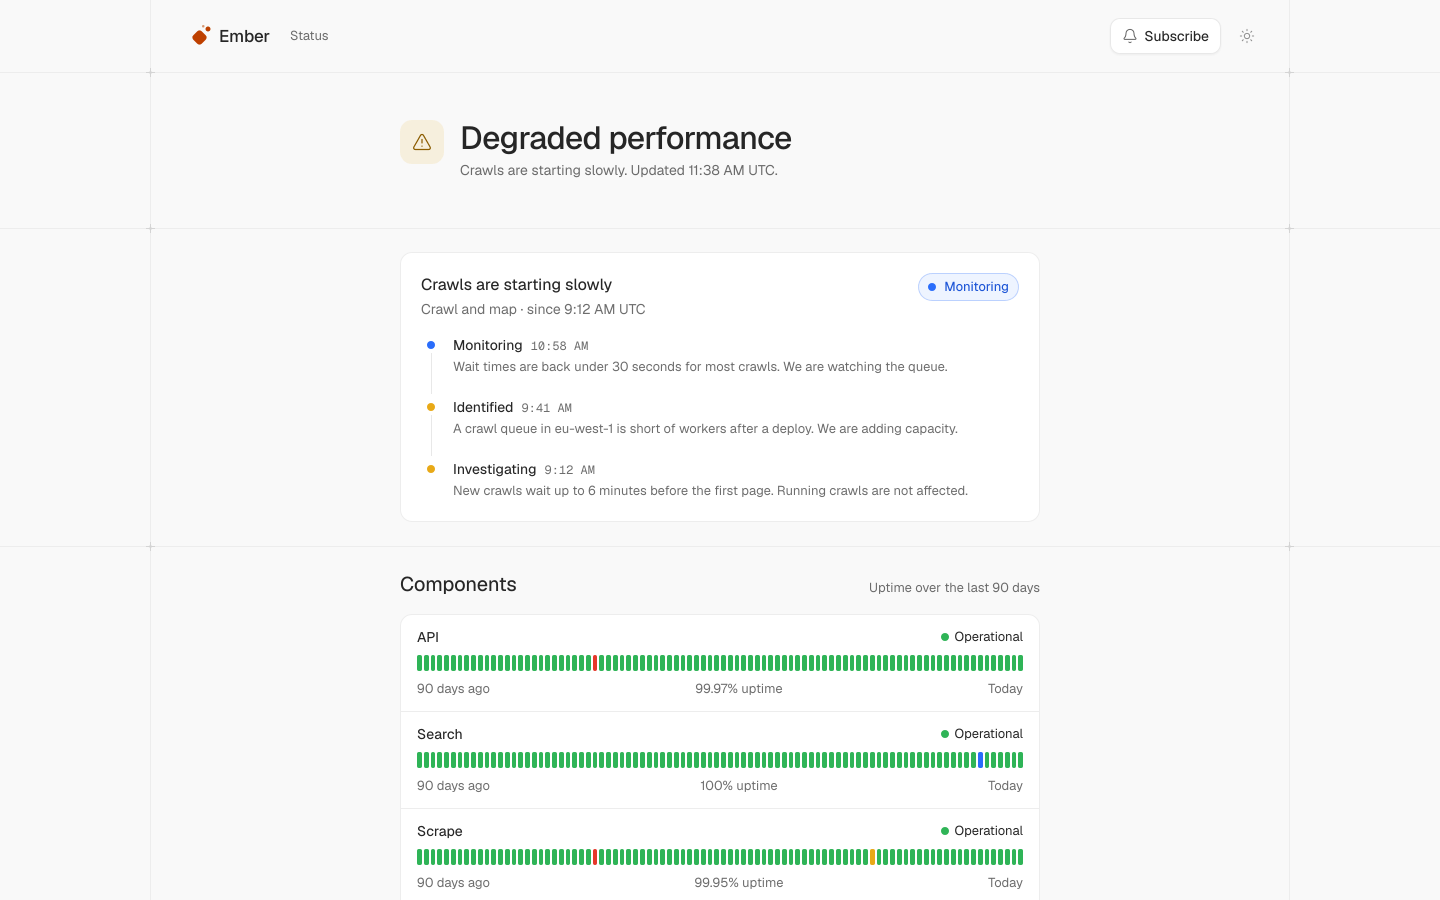 Ember
Status
Subscribe
Degraded performance
Crawls are starting slowly. Updated 11:38 AM UTC.
Crawls are starting slowly
Monitoring
Crawl and map · since 9:12 AM UTC
Monitoring 10:58 AM
Wait times are back under 30 seconds for most crawls. We are watching the queue.
Identified 9:41 AM
A crawl queue in eu-west-1 is short of workers after a deploy. We are adding capacity.
Investigating 9:12 AM
New crawls wait up to 6 minutes before the first page. Running crawls are not affected.
Components
Uptime over the last 90 days
API
Operational
90 days ago
99.97% uptime
Today
Search
Operational
90 days ago
100% uptime
Today
Scrape
Operational
90 days ago
99.95% uptime
Today